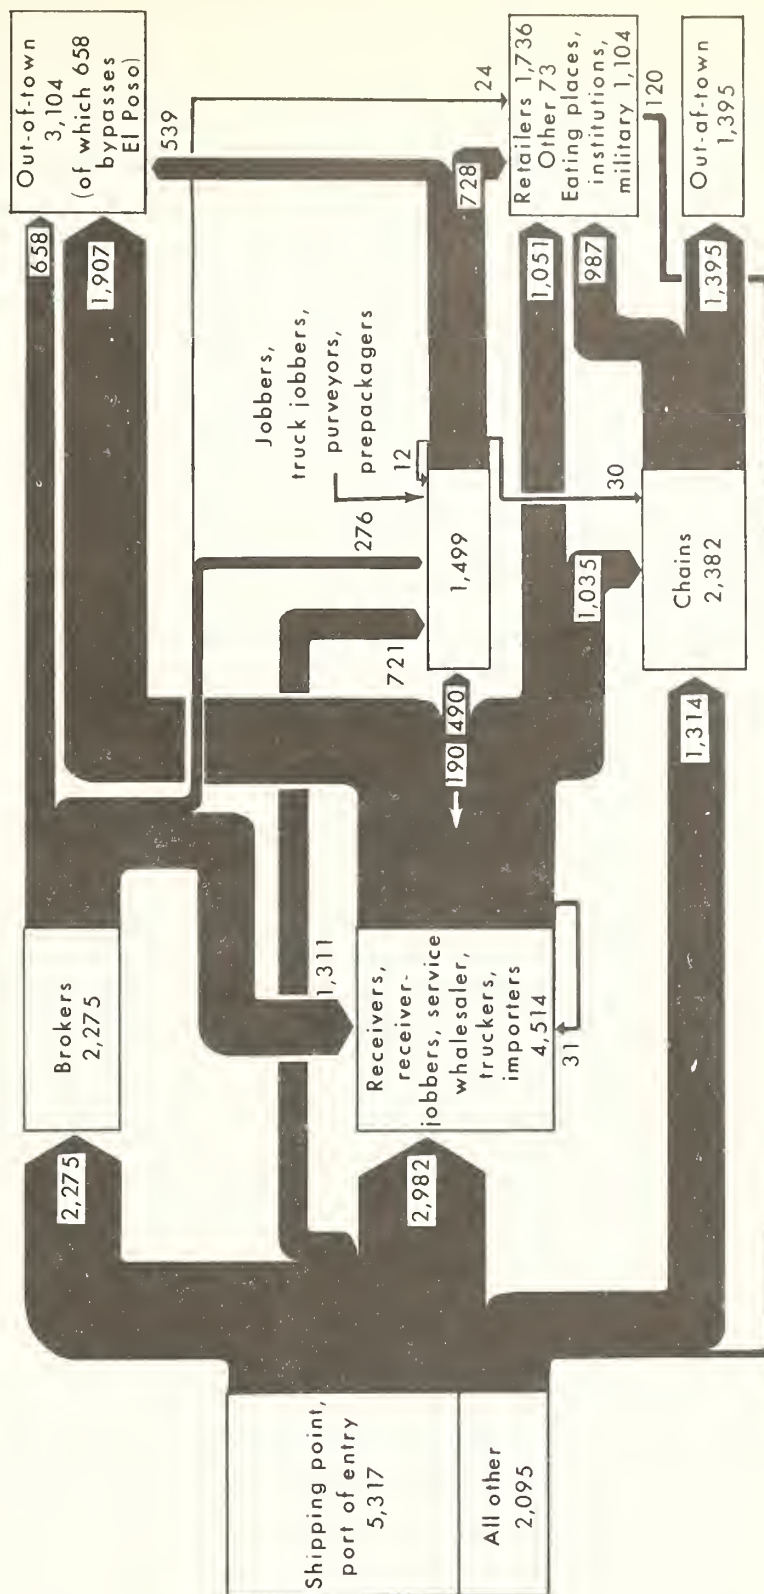 Shipping point,
port of entry
5,317
All other
2,095
2,275
2,982
1,314
Brokers
2,275
1,311
Receivers,
receiver-
jobbers, service
whalesaler,
truckers,
importers
4,514
31
190
490
721
276
1,499
Jobbers,
truck jobbers,
purveyors,
prepackagers
12
30
1,035
Chains
2,382
658
1,907
539
24
728
1,051
987
1,395
120
Out-of-town
3,104
(of which 658
bypasses
El Poso)
Retailers 1,736
Other 73
Eating places,
institutions,
military 1,104
Out-af-town
1,395